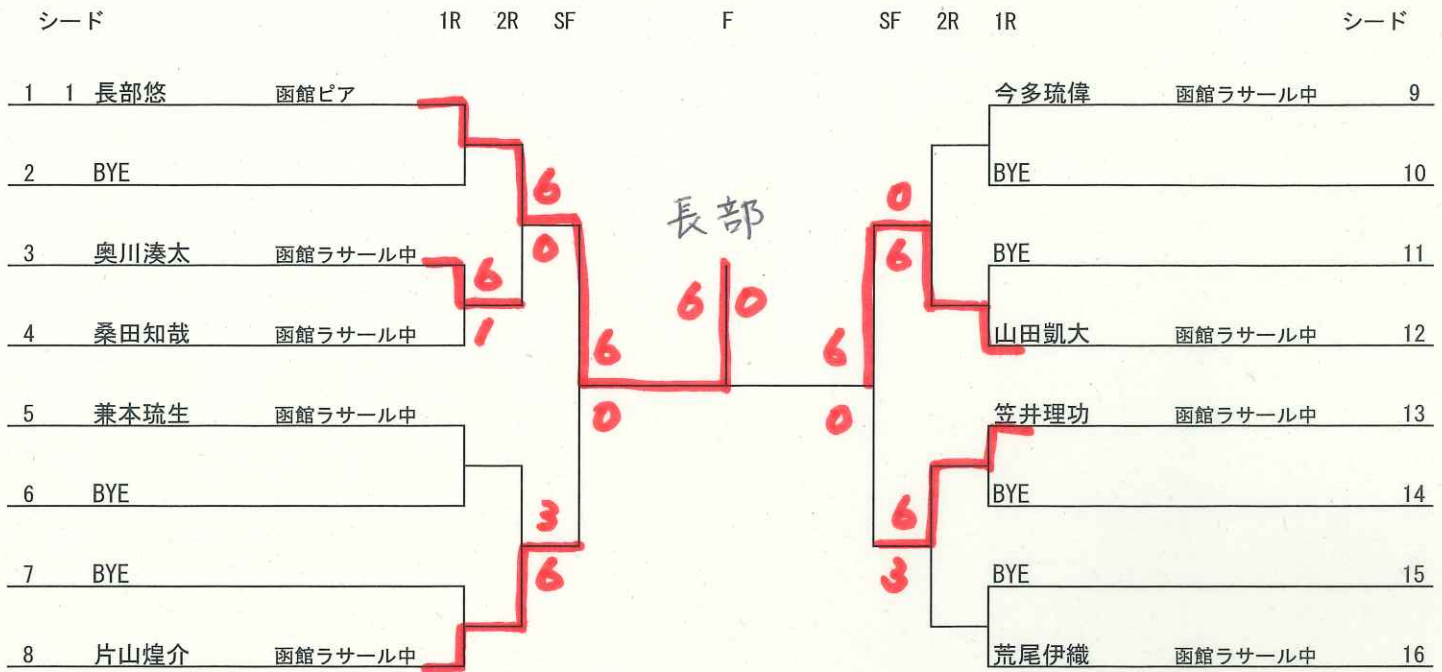 シード 1R 2R SF F SF 2R 1R シード
1 1 長部悠 函館ピア
今多琉偉 函館ラサール中 9
2 BYE
BYE 10
6 0
長部
0 6
3 奥川湊太 函館ラサール中
BYE 11
6 1
6 0
4 桑田知哉 函館ラサール中
山田凱大 函館ラサール中 12
6 0
6 0
5 兼本琉生 函館ラサール中
笠井理功 函館ラサール中 13
6 BYE
BYE 14
3 6
6 3
7 BYE
BYE 15
8 片山煌介 函館ラサール中
荒尾伊織 函館ラサール中 16